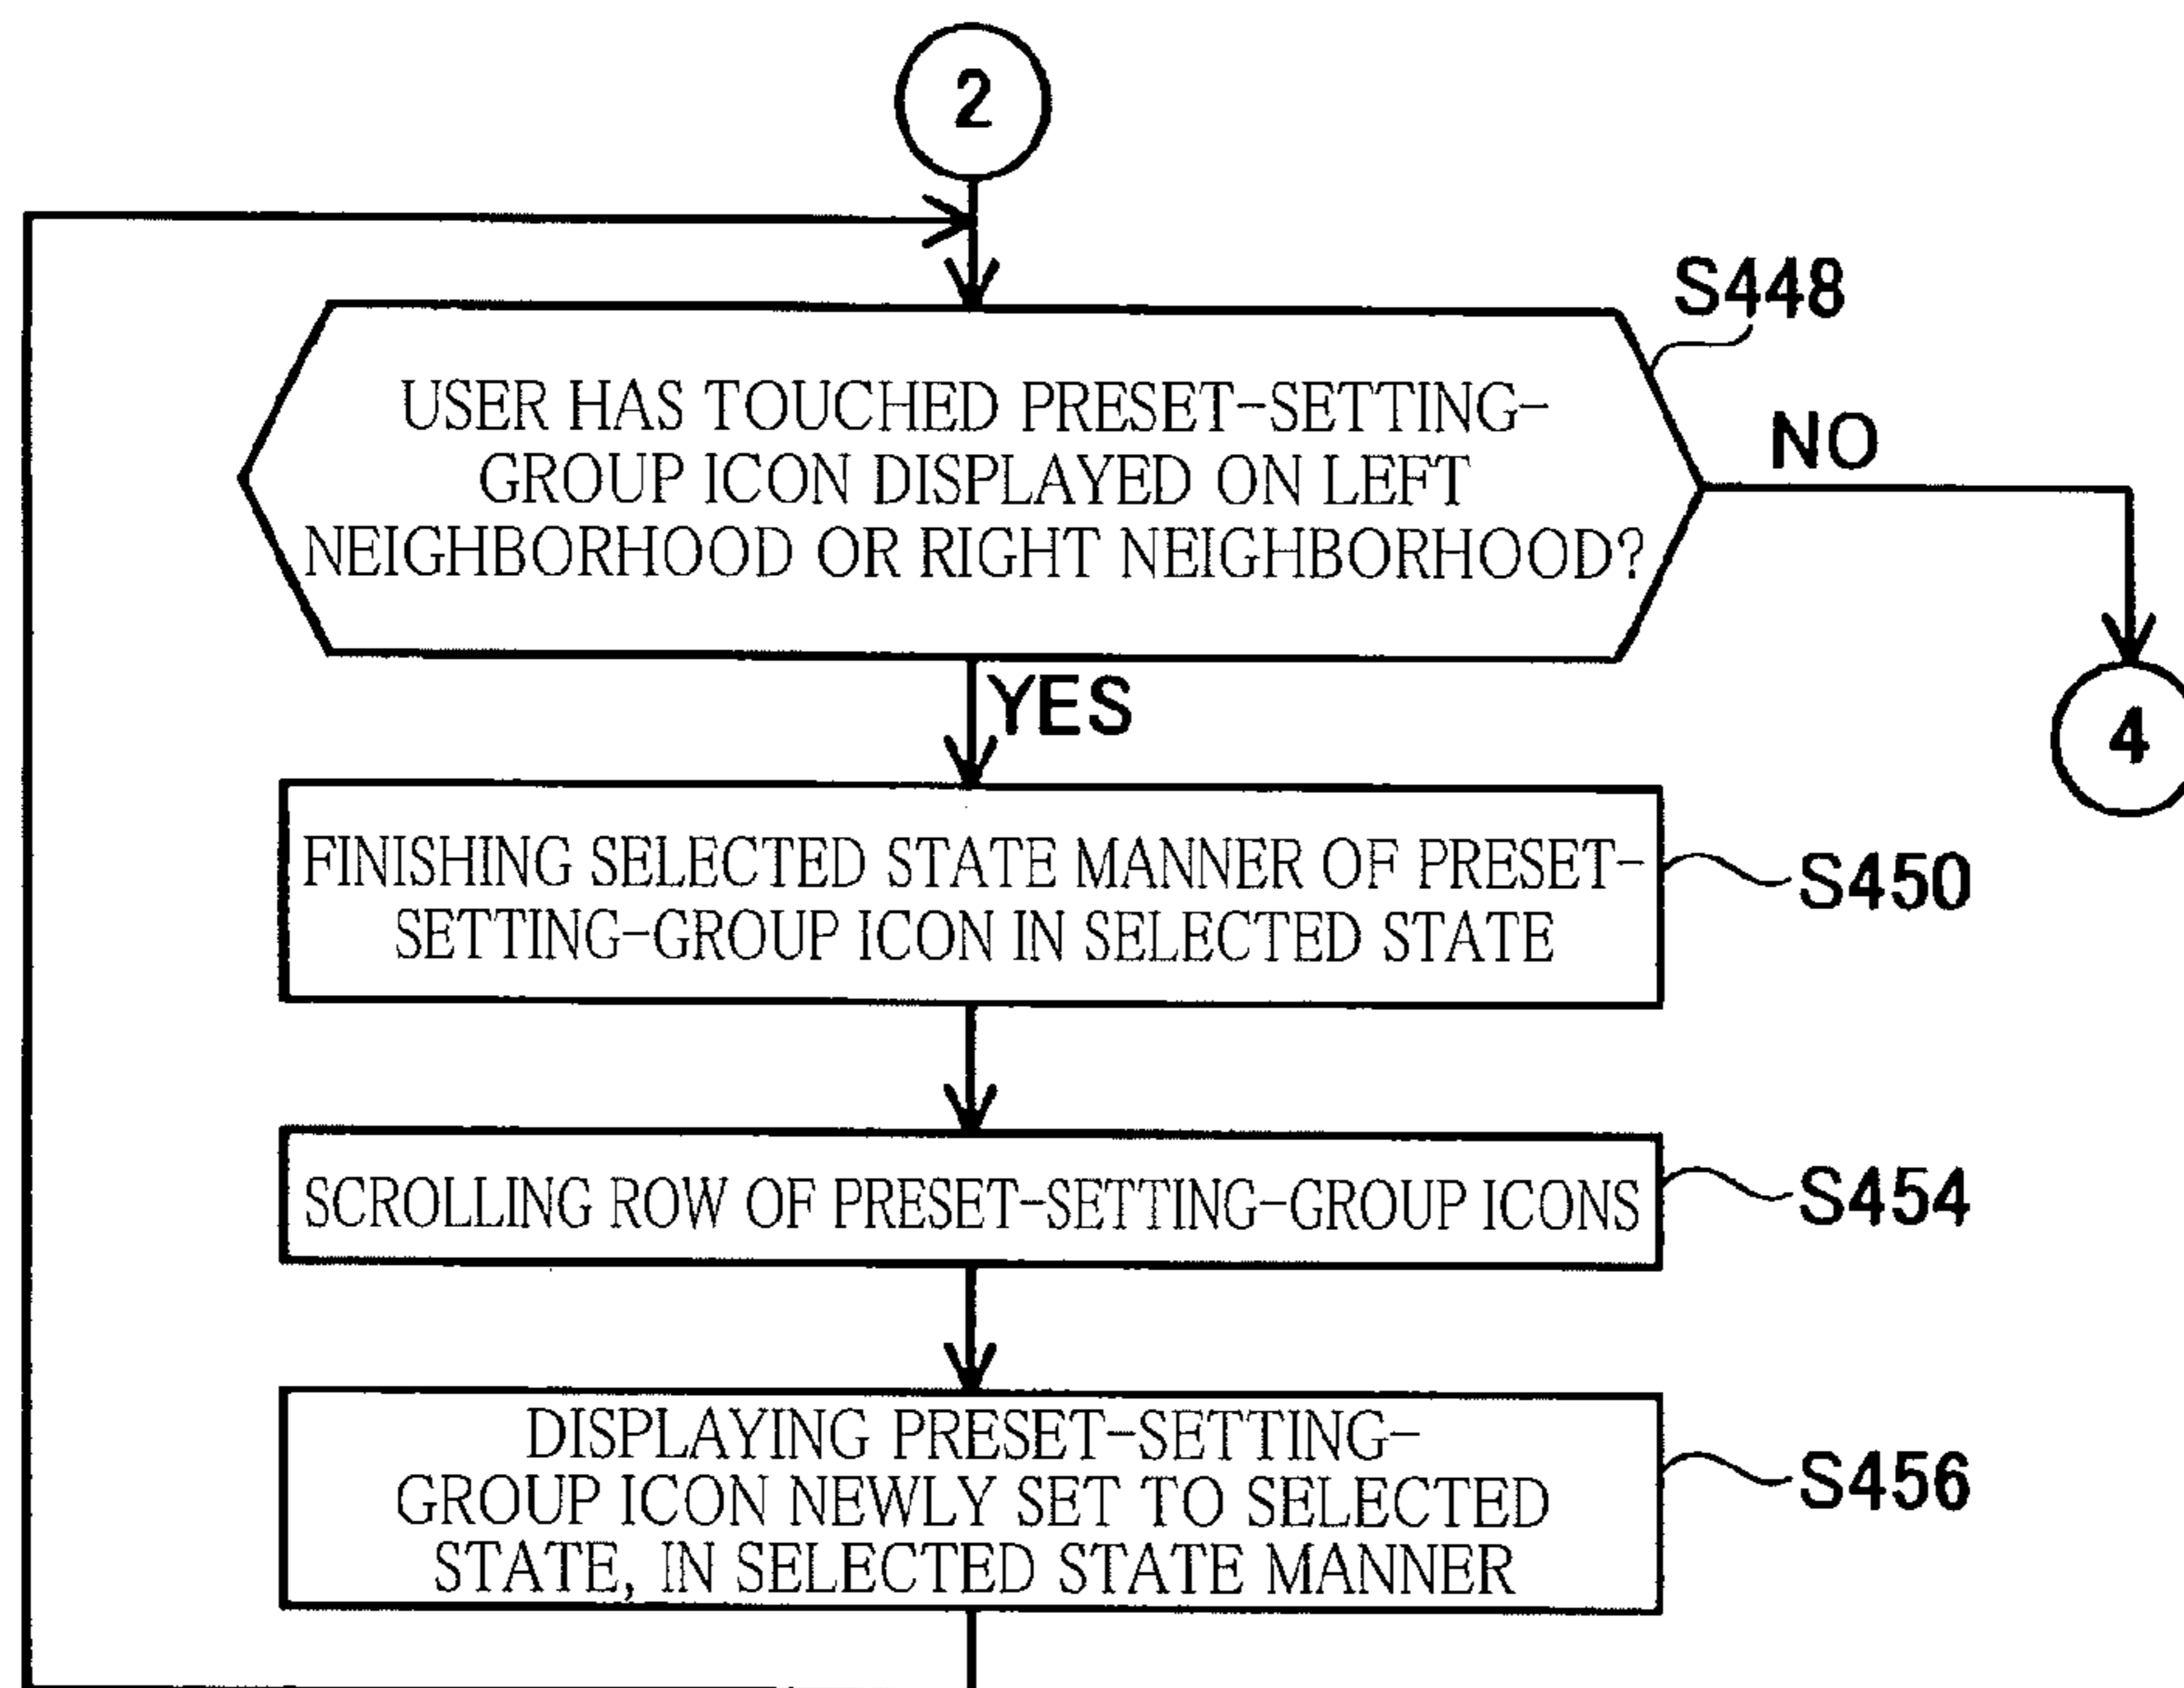 2
S448
USER HAS TOUCHED PRESET-SETTING-
GROUP ICON DISPLAYED ON LEFT
NEIGHBORHOOD OR RIGHT NEIGHBORHOOD?
NO
YES
4
FINISHING SELECTED STATE MANNER OF PRESET-
SETTING-GROUP ICON IN SELECTED STATE
S450
SCROLLING ROW OF PRESET-SETTING-GROUP ICONS
S454
DISPLAYING PRESET-SETTING-
GROUP ICON NEWLY SET TO SELECTED
STATE, IN SELECTED STATE MANNER
S456